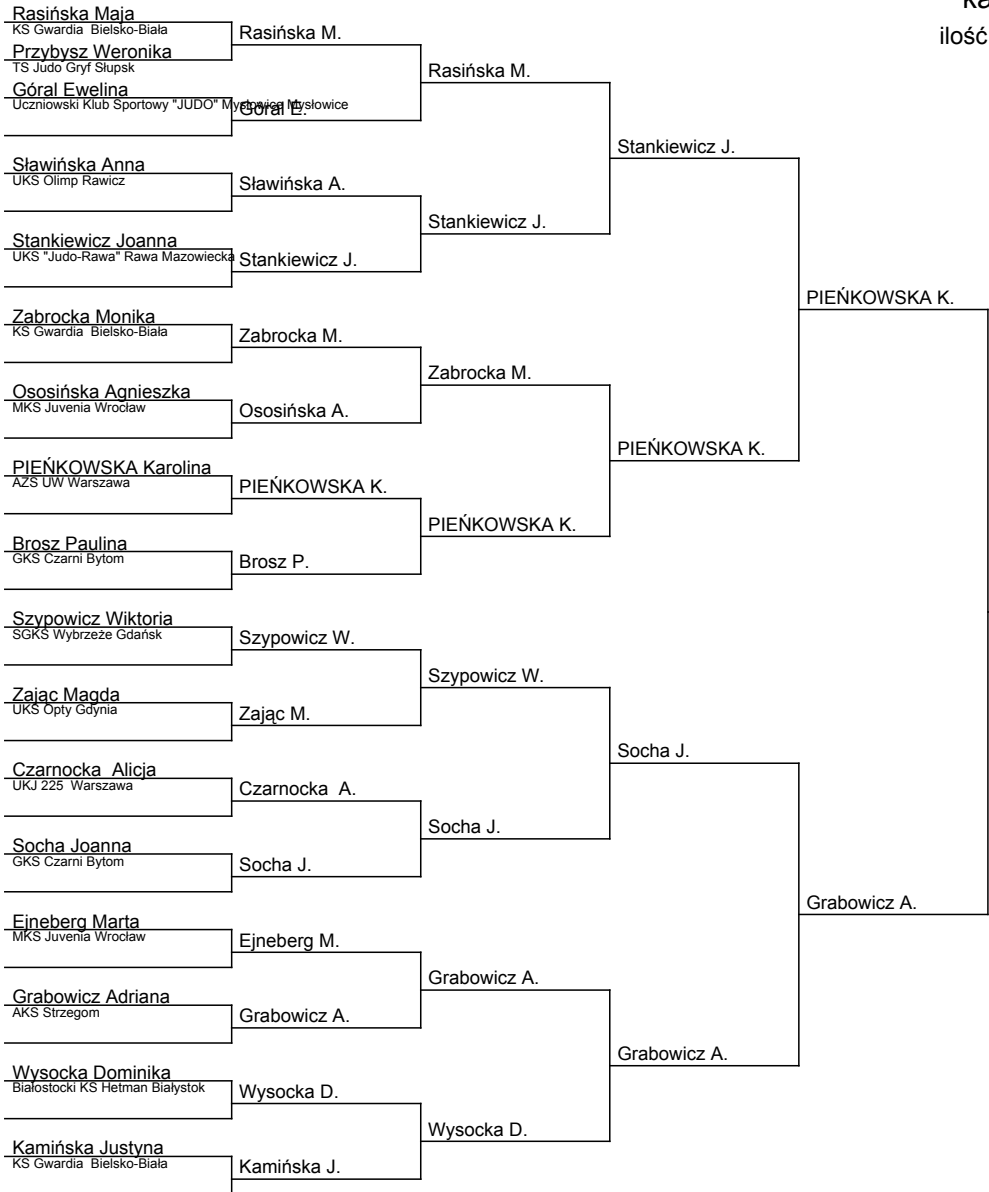 Rasińska Maja
KS Gwardia  Bielsko-Biała
Przybysz Weronika
TS Judo Gryf Słupsk
Góral Ewelina
Uczniowski Klub Sportowy "JUDO" Mysłowice Mysłowice
Sławińska Anna
UKS Olimp Rawicz
Stankiewicz Joanna
UKS "Judo-Rawa" Rawa Mazowiecka
Zabrocka Monika
KS Gwardia  Bielsko-Biała
Ososińska Agnieszka
MKS Juvenia Wrocław
PIEŃKOWSKA Karolina
AZS UW Warszawa
Brosz Paulina
GKS Czarni Bytom
Szypowicz Wiktoria
SGKS Wybrzeże Gdańsk
Zając Magda
UKS Opty Gdynia
Czarnocka  Alicja
UKJ 225  Warszawa
Socha Joanna
GKS Czarni Bytom
Ejneberg Marta
MKS Juvenia Wrocław
Grabowicz Adriana
AKS Strzegom
Wysocka Dominika
Białostocki KS Hetman Białystok
Kamińska Justyna
KS Gwardia  Bielsko-Biała
Rasińska M.
Góral E.
Sławińska A.
Stankiewicz J.
Zabrocka M.
Ososińska A.
PIEŃKOWSKA K.
Brosz P.
Szypowicz W.
Zając M.
Czarnocka  A.
Socha J.
Ejneberg M.
Grabowicz A.
Wysocka D.
Kamińska J.
Rasińska M.
Stankiewicz J.
Zabrocka M.
PIEŃKOWSKA K.
Szypowicz W.
Socha J.
Grabowicz A.
Wysocka D.
Stankiewicz J.
PIEŃKOWSKA K.
Socha J.
Grabowicz A.
PIEŃKOWSKA K.
Grabowicz A.
ilość